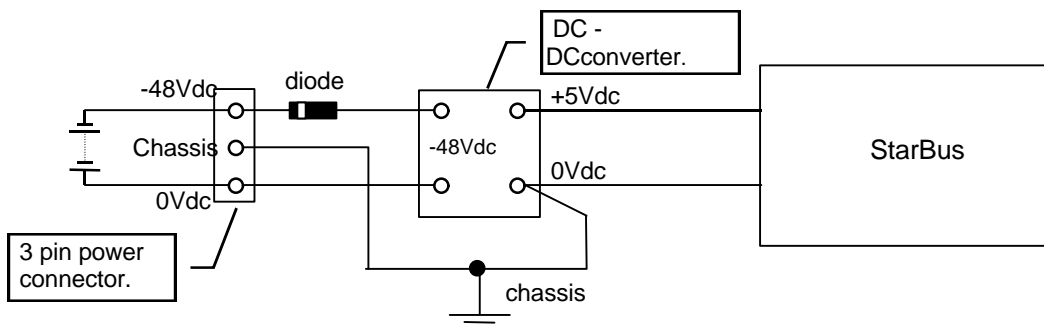 DC -
DCconverter.
-48Vdc
diode
+5Vdc
Chassis
-48Vdc
StarBus
0Vdc
0Vdc
3 pin power
connector.
chassis